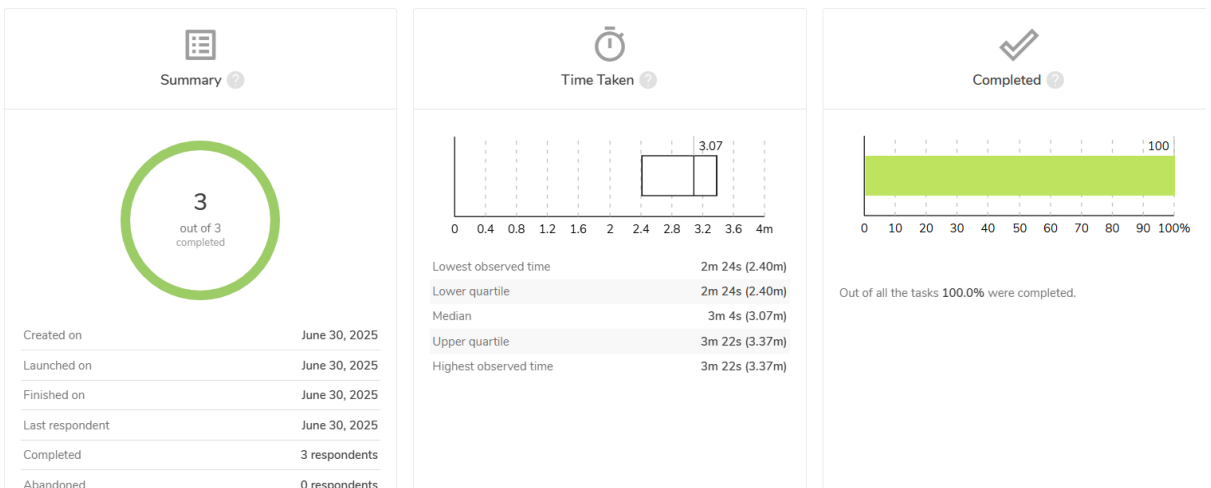 Summary ?
3
out of 3
completed
Created on June 30, 2025
Launched on June 30, 2025
Finished on June 30, 2025
Last respondent June 30, 2025
Completed 3 respondents
Abandoned 0 respondents
Time Taken ?
3.07
0 0.4 0.8 1.2 1.6 2 2.4 2.8 3.2 3.6 4m
Lowest observed time 2m 24s (2.40m)
Lower quartile 2m 24s (2.40m)
Median 3m 4s (3.07m)
Upper quartile 3m 22s (3.37m)
Highest observed time 3m 22s (3.37m)
Completed ?
100
0 10 20 30 40 50 60 70 80 90 100%
Out of all the tasks 100.0% were completed.